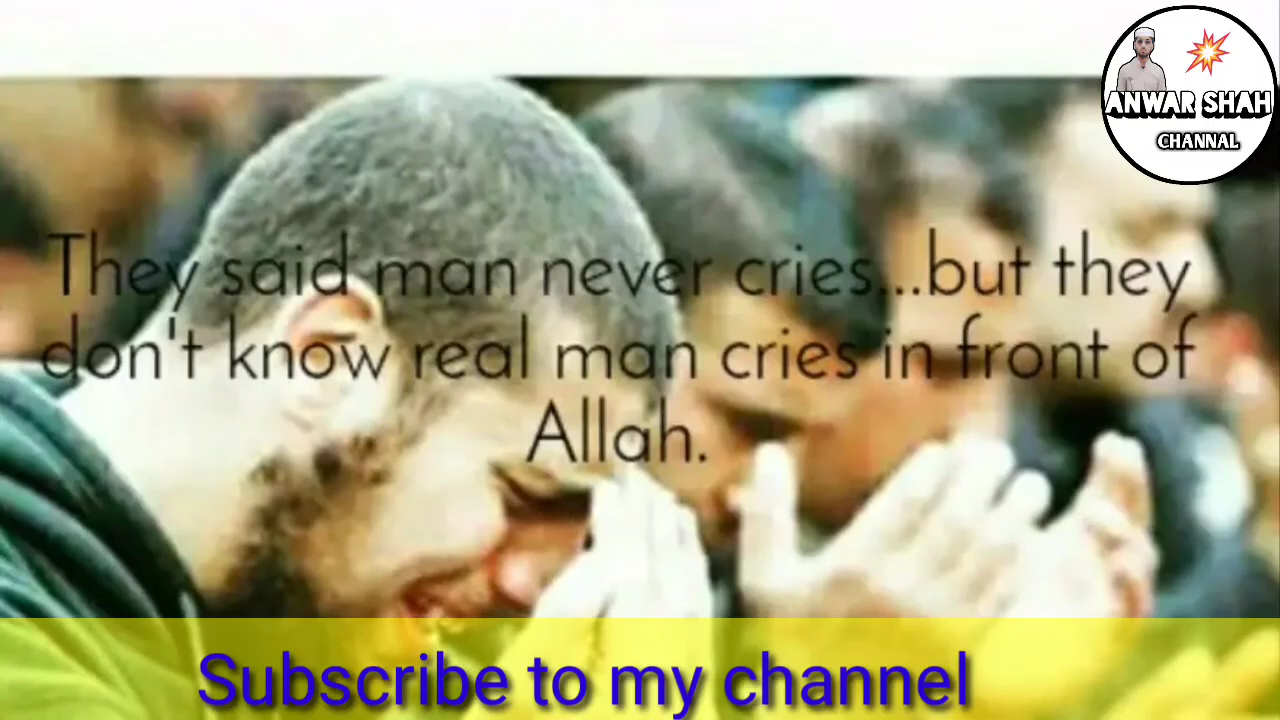 ANWAR SHAH
CHANNAL
They said man never cries...but they
don't know real man cries in front of
Allah.
Subscribe to my channel